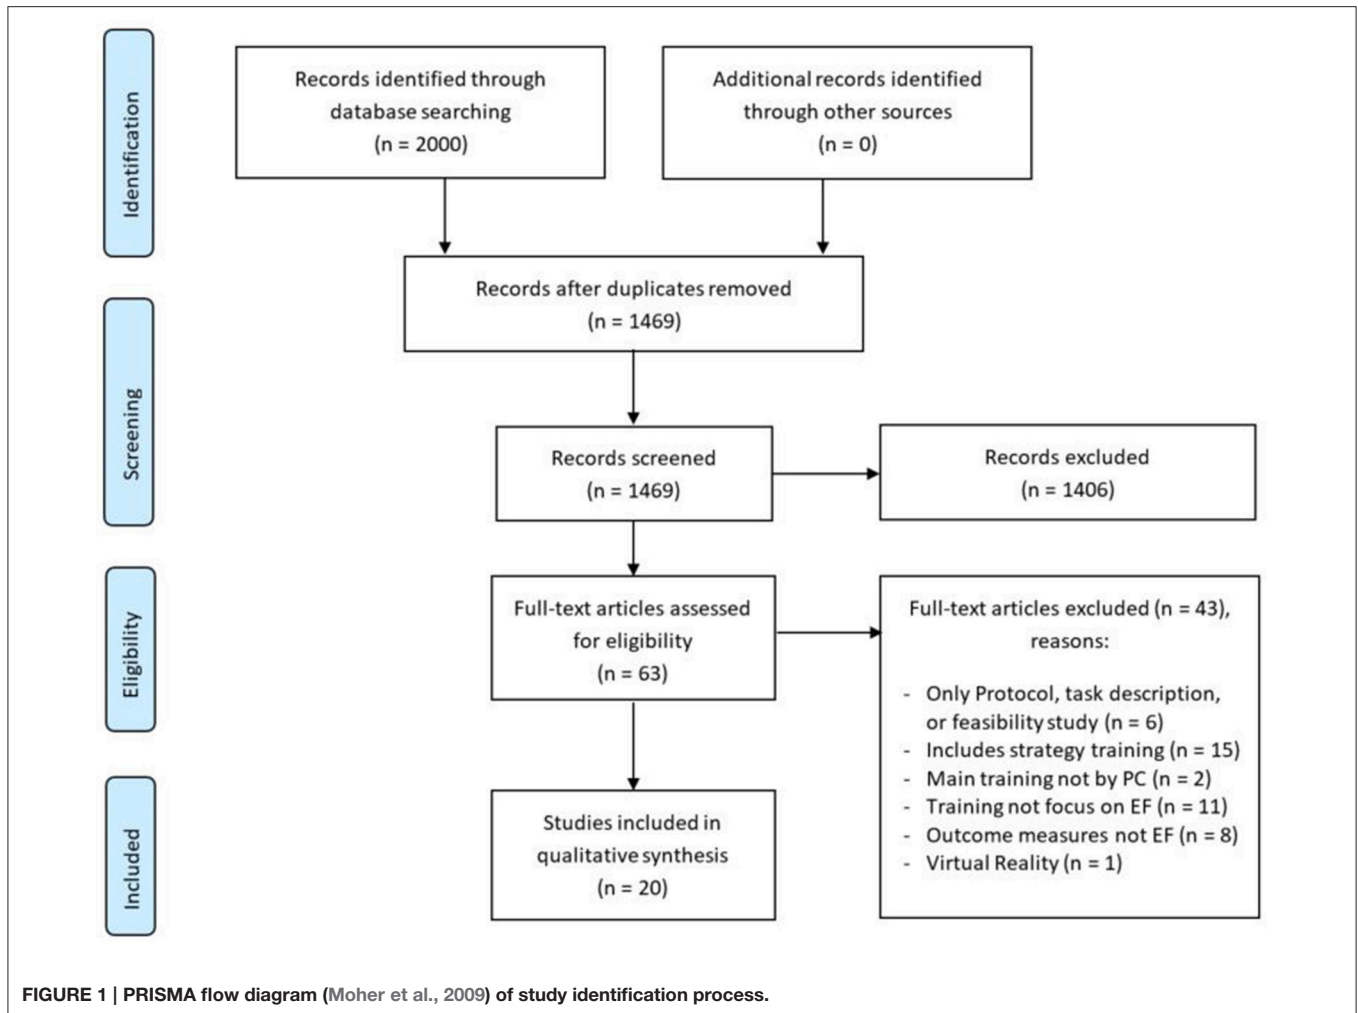 Identification
Records identified through
database searching
(n = 2000)
Additional records identified
through other sources
(n = 0)
Records after duplicates removed
(n = 1469)
Screening
Records screened
(n = 1469)
Records excluded
(n = 1406)
Eligibility
Full-text articles assessed
for eligibility
(n = 63)
Full-text articles excluded (n = 43),
reasons:
- Only Protocol, task description,
or feasibility study (n = 6)
- Includes strategy training (n = 15)
- Main training not by PC (n = 2)
- Training not focus on EF (n = 11)
- Outcome measures not EF (n = 8)
- Virtual Reality (n = 1)
Included
Studies included in
qualitative synthesis
(n = 20)
FIGURE 1 | PRISMA flow diagram (Moher et al., 2009) of study identification process.